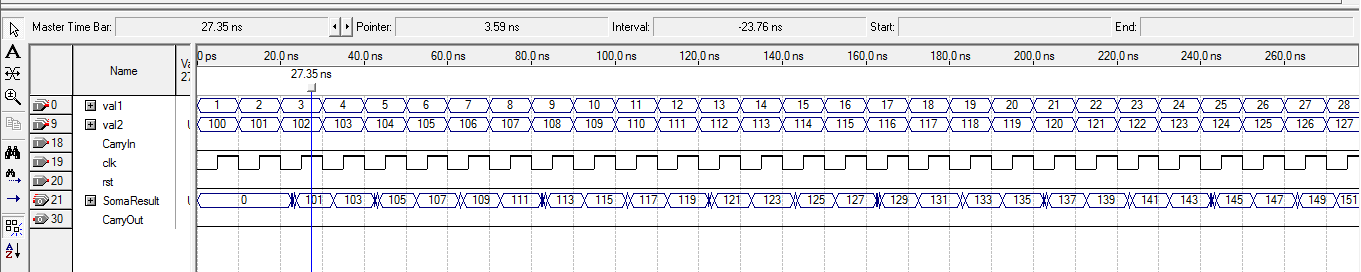 Master Time Bar: 27.35 ns Pointer: 3.59 ns Interval: -23.76 ns Start: End:
0 ps 20.0 ns 40.0 ns 60.0 ns 80.0 ns 100.0 ns 120.0 ns 140.0 ns 160.0 ns 180.0 ns 200.0 ns 220.0 ns 240.0 ns 260.0 ns
Name Va
27
27.35 ns
0 val1 1 2 3 4 5 6 7 8 9 10 11 12 13 14 15 16 17 18 19 20 21 22 23 24 25 26 27 28
9 val2 100 101 102 103 104 105 106 107 108 109 110 111 112 113 114 115 116 117 118 119 120 121 122 123 124 125 126 127
18 CarryIn
19 clk
20 rst
21 SomaResult 0 101 103 105 107 109 111 113 115 117 119 121 123 125 127 129 131 133 135 137 139 141 143 145 147 149 151
30 CarryOut